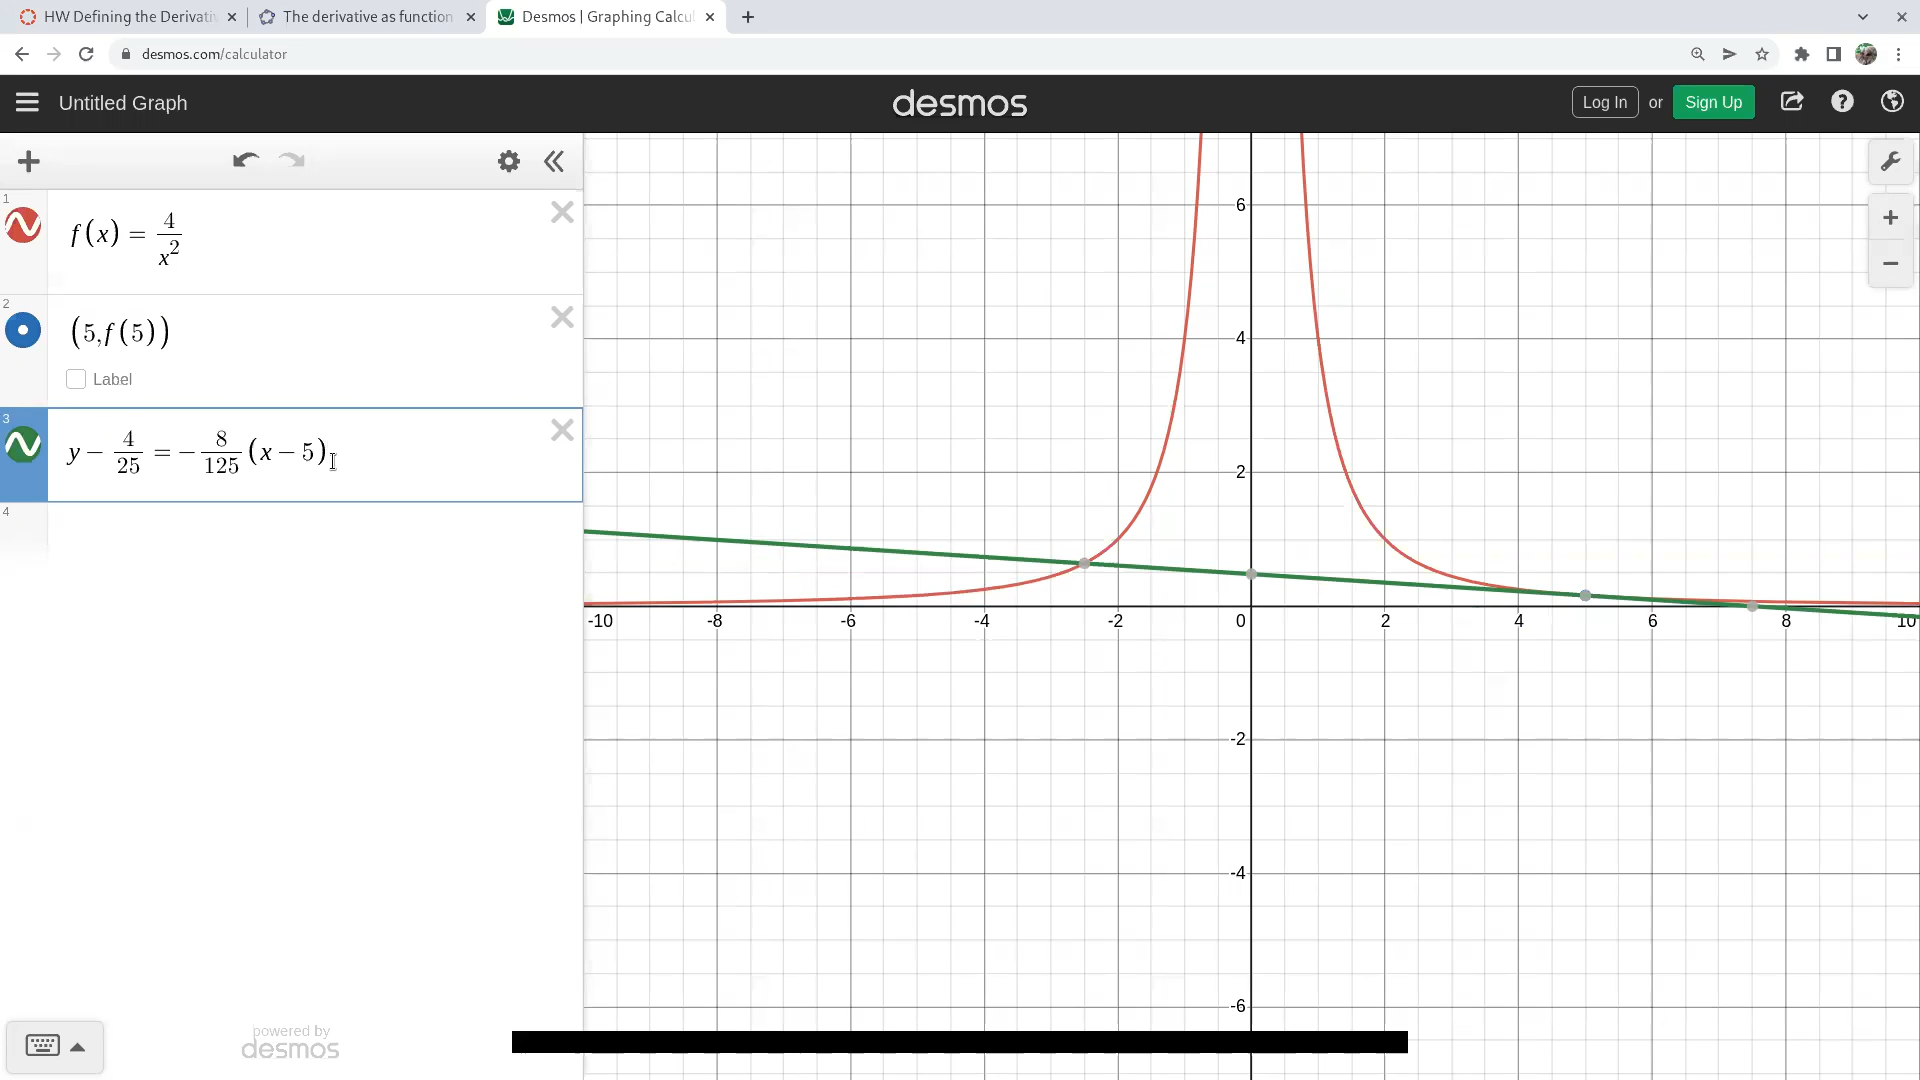 HW Defining the Derivati
The derivative as function
Desmos | Graphing Calcul
desmos.com/calculator
Untitled Graph
desmos
Log In or Sign Up
1
f(x) = 4/x^2
2
(5,f(5))
Label
3
y − 4/25 = −8/125(x − 5)
4
6
4
2
-10 -8 -6 -4 -2 0 2 4 6 8 10
-2
-4
-6
powered by
desmos